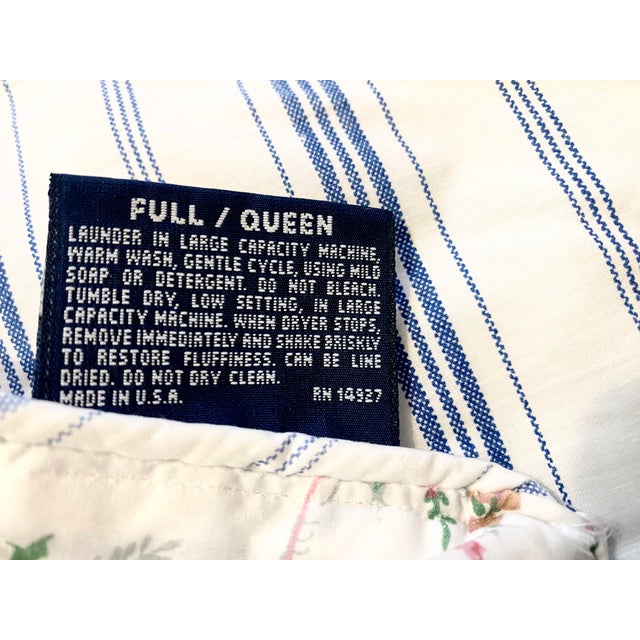 FULL / QUEEN
LAUNDER IN LARGE CAPACITY MACHINE,
WARM WASH, GENTLE CYCLE, USING MILD
SOAP OR DETERGENT. DO NOT BLEACH.
TUMBLE DRY, LOW SETTING, IN LARGE
CAPACITY MACHINE. WHEN DRYER STOPS,
REMOVE IMMEDIATELY AND SHAKE BRISKLY
TO RESTORE FLUFFINESS. CAN BE LINE
DRIED. DO NOT DRY CLEAN.
MADE IN U.S.A. RN 14937